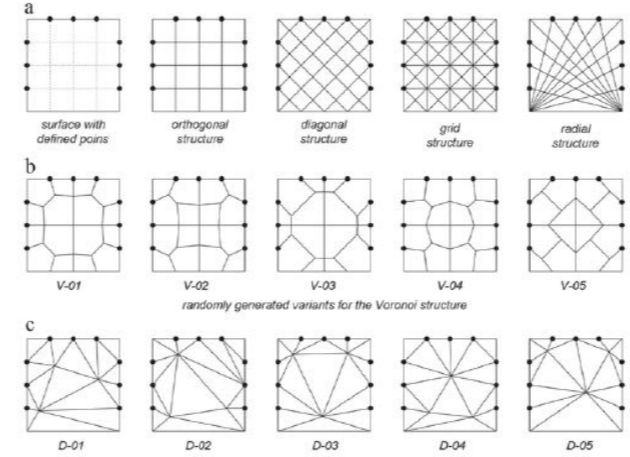 a
surface with
defined poins
orthogonal
structure
diagonal
structure
grid
structure
radial
structure
b
V-01
V-02
V-03
V-04
V-05
randomly generated variants for the Voronoi structure
c
D-01
D-02
D-03
D-04
D-05